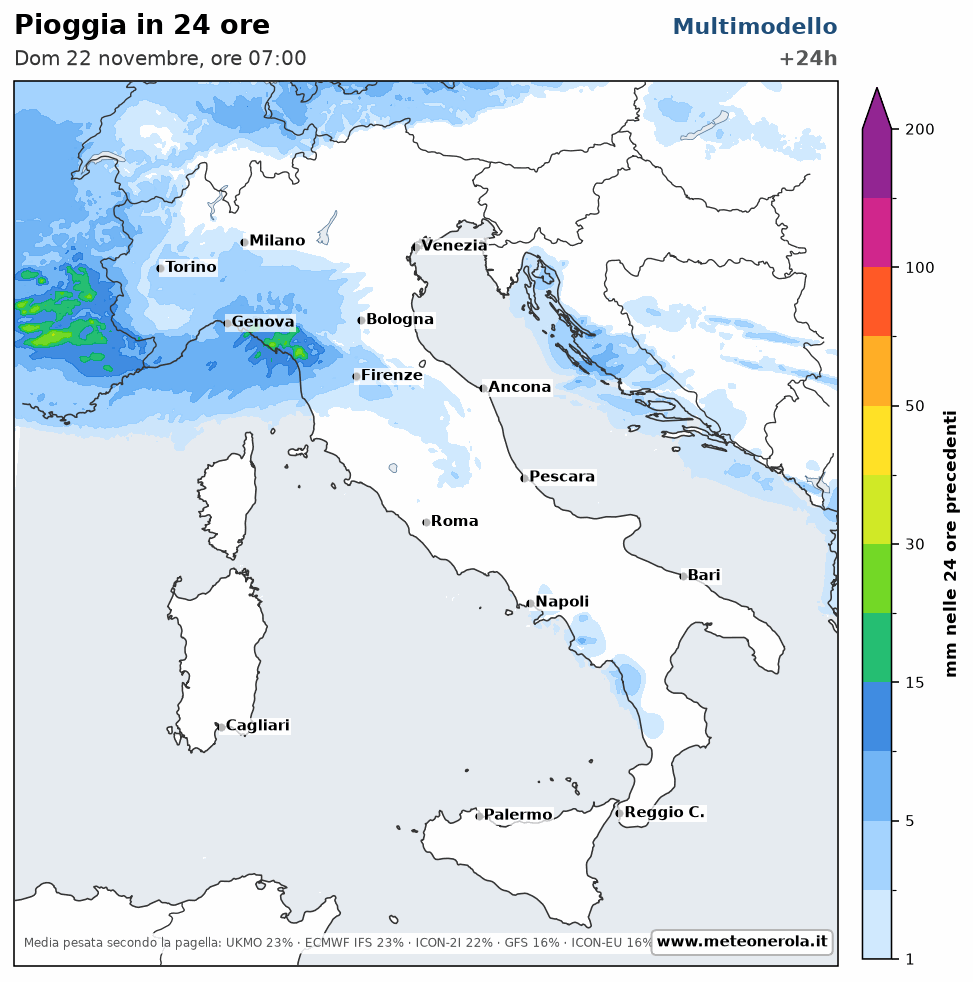 Pioggia in 24 ore
Multimodello
Dom 22 novembre, ore 07:00
+24h
200
100
50
30
15
5
1
mm nelle 24 ore precedenti
Milano
Venezia
Torino
Genova
Bologna
Firenze
Ancona
Pescara
Roma
Bari
Napoli
Cagliari
Palermo
Reggio C.
Media pesata secondo la pagella: UKMO 23% · ECMWF IFS 23% · ICON-2I 22% · GFS 16% · ICON-EU 16%
www.meteonerola.it